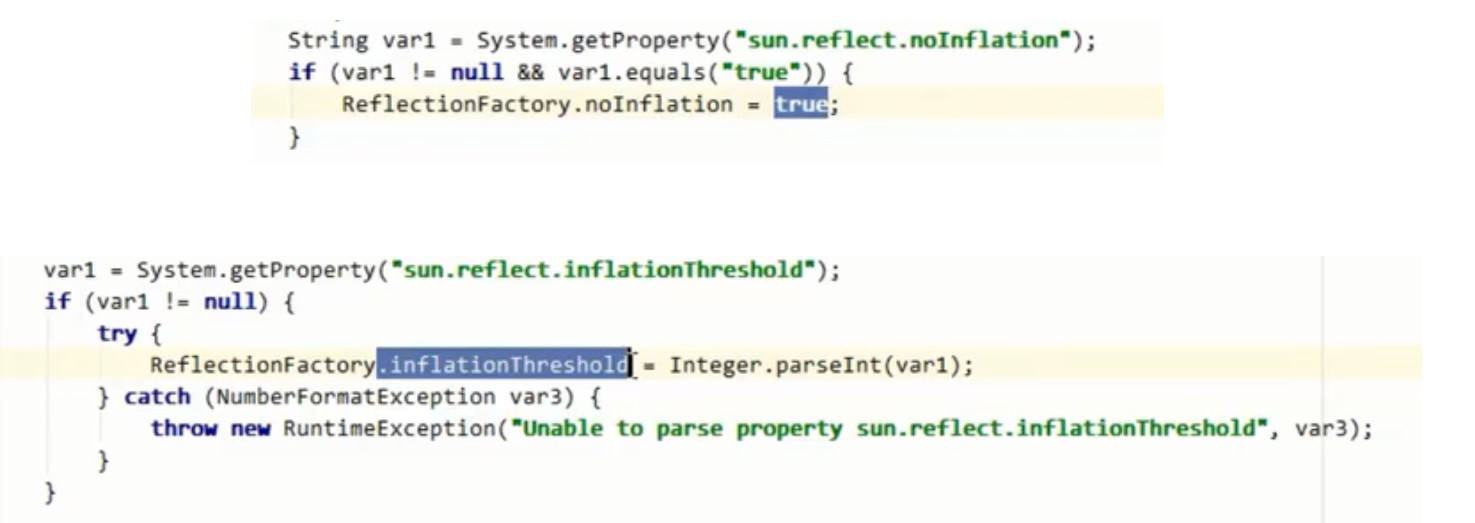 String var1 = System.getProperty("sun.reflect.noInflation");
if (var1 != null && var1.equals("true")) {
ReflectionFactory.noInflation = true;
}
var1 = System.getProperty("sun.reflect.inflationThreshold");
if (var1 != null) {
try {
ReflectionFactory.inflationThreshold = Integer.parseInt(var1);
} catch (NumberFormatException var3) {
throw new RuntimeException("Unable to parse property sun.reflect.inflationThreshold", var3);
}
}